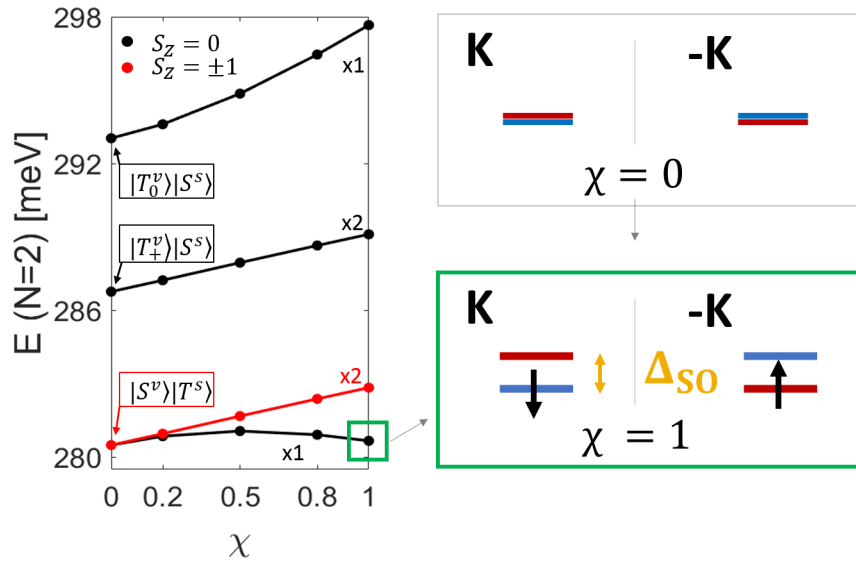 E (N=2) [meV]
298
292
286
280
S_Z = 0
S_Z = ±1
x1
|T_0^v⟩|S^s⟩
x2
|T_+^v⟩|S^s⟩
x2
|S^v⟩|T^s⟩
x1
0 0.2 0.5 0.8 1
χ
K -K
χ = 0
K -K
Δ_SO
χ = 1